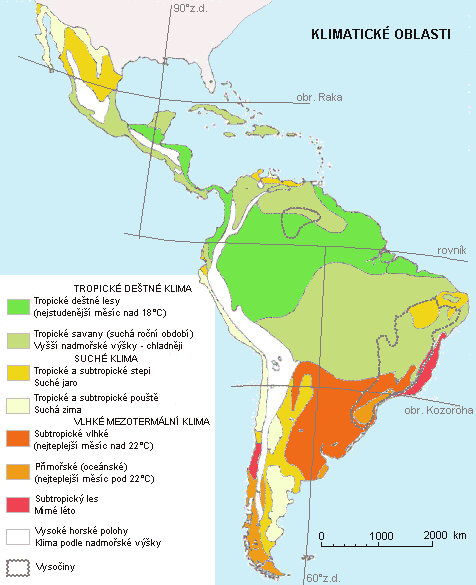 90°z.d.
KLIMATICKÉ OBLASTI
obr. Raka
rovník
TROPICKÉ DEŠTNÉ KLIMA
Tropické deštné lesy
(nejstudenější měsíc nad 18°C)
Tropické savany (suchá roční období)
Vyšší nadmořské výšky - chladněji
SUCHÉ KLIMA
Tropické a subtropické stepi
Suché jaro
Tropické a subtropické pouště
Suchá zima
VLHKÉ MEZOTERMÁLNÍ KLIMA
Subtropické vlhké
(nejteplejší měsíc nad 22°C)
Přímořské (oceánské)
(nejteplejší měsíc pod 22°C)
Subtropický les
Mírné léto
Vysoké horské polohy
Klima podle nadmořské výšky
Vysočiny
obr. Kozoroha
0 1000 2000 km
60°z.d.